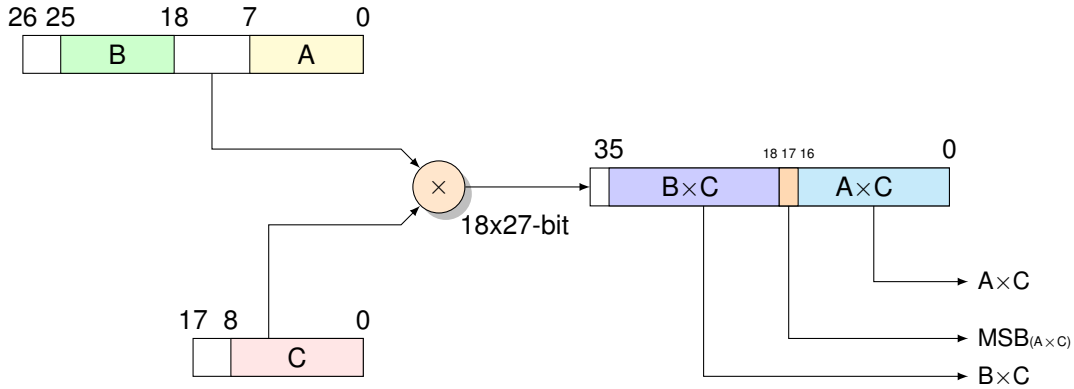 26 25 18 7 0
B A
35 18 17 16 0
× B×C A×C
18x27-bit
A×C
17 8 0
MSB(A×C)
C
B×C